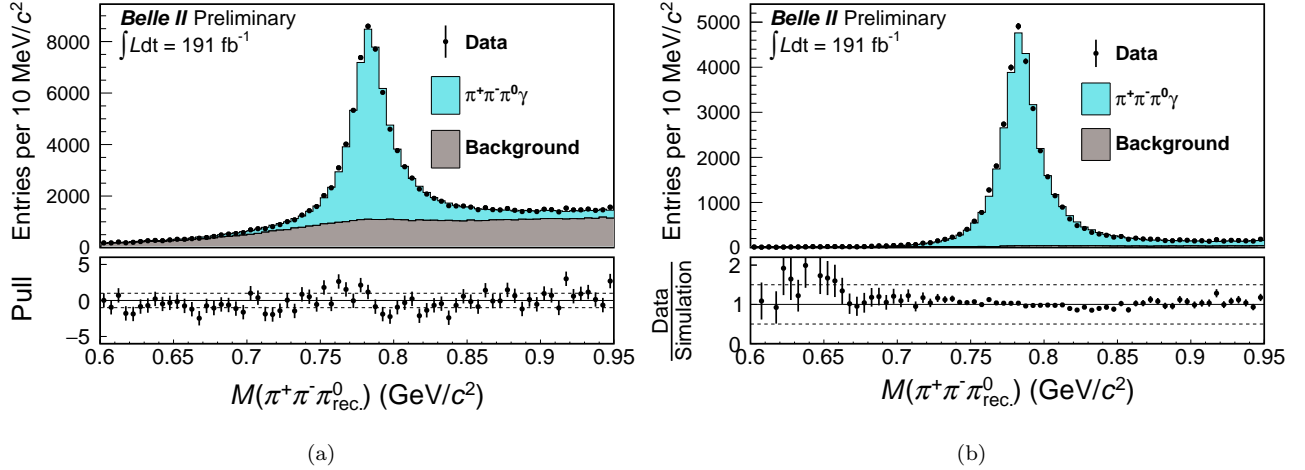 Belle II Preliminary
∫Ldt = 191 fb⁻¹
Data
π⁺π⁻π⁰γ
Background
Entries per 10 MeV/c²
8000
6000
4000
2000
0
Pull
5
0
−5
0.6 0.65 0.7 0.75 0.8 0.85 0.9 0.95
M(π⁺π⁻π⁰rec.) (GeV/c²)
(a)
Belle II Preliminary
∫Ldt = 191 fb⁻¹
Data
π⁺π⁻π⁰γ
Background
Entries per 10 MeV/c²
5000
4000
3000
2000
1000
0
Data
Simulation
2
1
0
0.6 0.65 0.7 0.75 0.8 0.85 0.9 0.95
M(π⁺π⁻π⁰rec.) (GeV/c²)
(b)